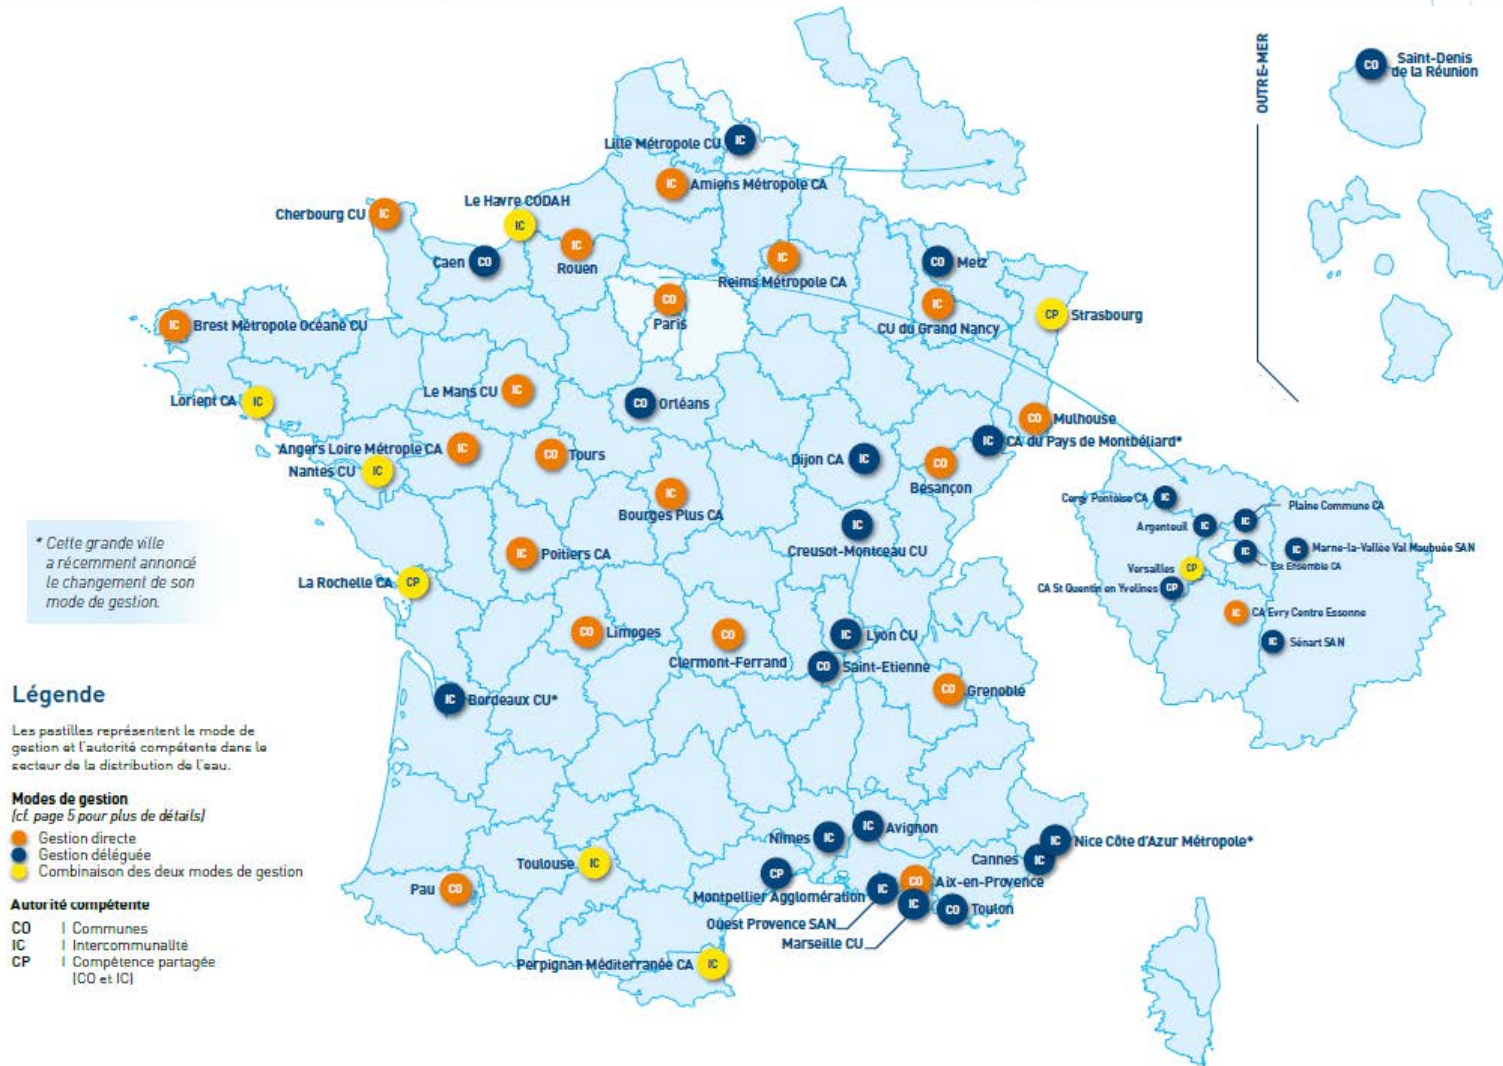 OUTRE-MER
CO Saint-Denis
de la Réunion
Lille Métropole CU IC
IC Amiens Métropole CA
Le Havre CODAH
IC
Cherbourg CU IC
IC
Rouen
Caen CO
IC
Reims Métropole CA
CO Metz
CO
Paris
IC
CU du Grand Nancy
CP Strasbourg
IC Brest Métropole Océane CU
Le Mans CU IC
Lorient CA IC
CO Orléans
CO
Mulhouse
IC CA du Pays de Montbéliard*
Angers Loire Métrople CA IC
CO Tours
Dijon CA IC
CO
Besançon
Nantes CU IC
IC
Bourges Plus CA
IC
Creusot-Montceau CU
IC Poitiers CA
La Rochelle CA CP
CO Limoges
CO
Clermont-Ferrand
IC Lyon CU
CO Saint-Etienne
CO Grenoble
IC Bordeaux CU*
Cergy Pontoise CA IC
IC Plaine Commune CA
Argenteuil IC
IC Marne-la-Vallée Val Maubuée SAN
IC Est Ensemble CA
Versailles CP
CA St Quentin en Yvelines CP
IC CA Evry Centre Essonne
IC Sénart SAN
* Cette grande ville
a récemment annoncé
le changement de son
mode de gestion.
Nîmes IC
IC Avignon
IC Nice Côte d'Azur Métropole*
Cannes IC
Toulouse IC
CP
Montpellier Agglomération
CO Aix-en-Provence
Pau CO
IC
Ouest Provence SAN
IC
Marseille CU
CO Toulon
Perpignan Méditerranée CA IC
Légende
Les pastilles représentent le mode de
gestion et l'autorité compétente dans le
secteur de la distribution de l'eau.
Modes de gestion
(cf. page 5 pour plus de détails)
Gestion directe
Gestion déléguée
Combinaison des deux modes de gestion
Autorité compétente
CO | Communes
IC | Intercommunalité
CP | Compétence partagée
(CO et IC)